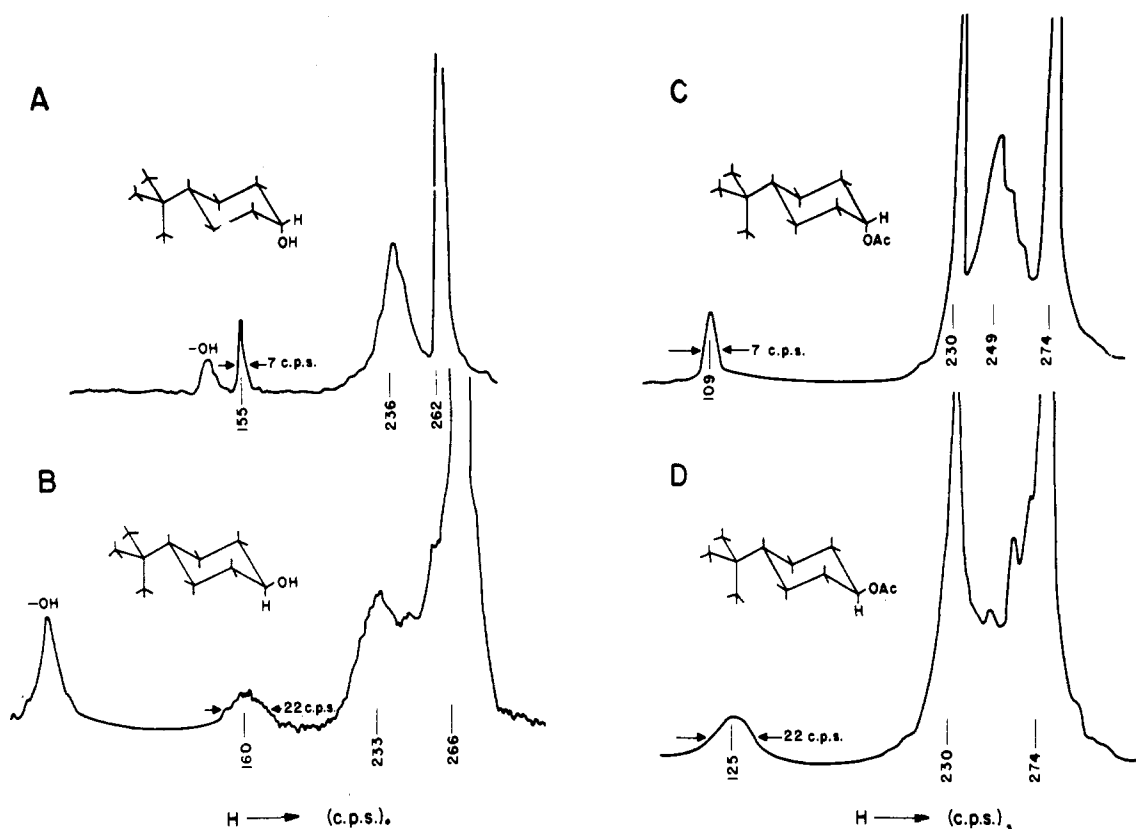 A
H
OH
-OH
7 c.p.s.
155
236
262
B
OH
H
-OH
22 c.p.s.
160
233
266
H (c.p.s.).
C
H
OAc
7 c.p.s.
109
230
249
274
D
OAc
H
22 c.p.s.
125
230
274
H (c.p.s.),